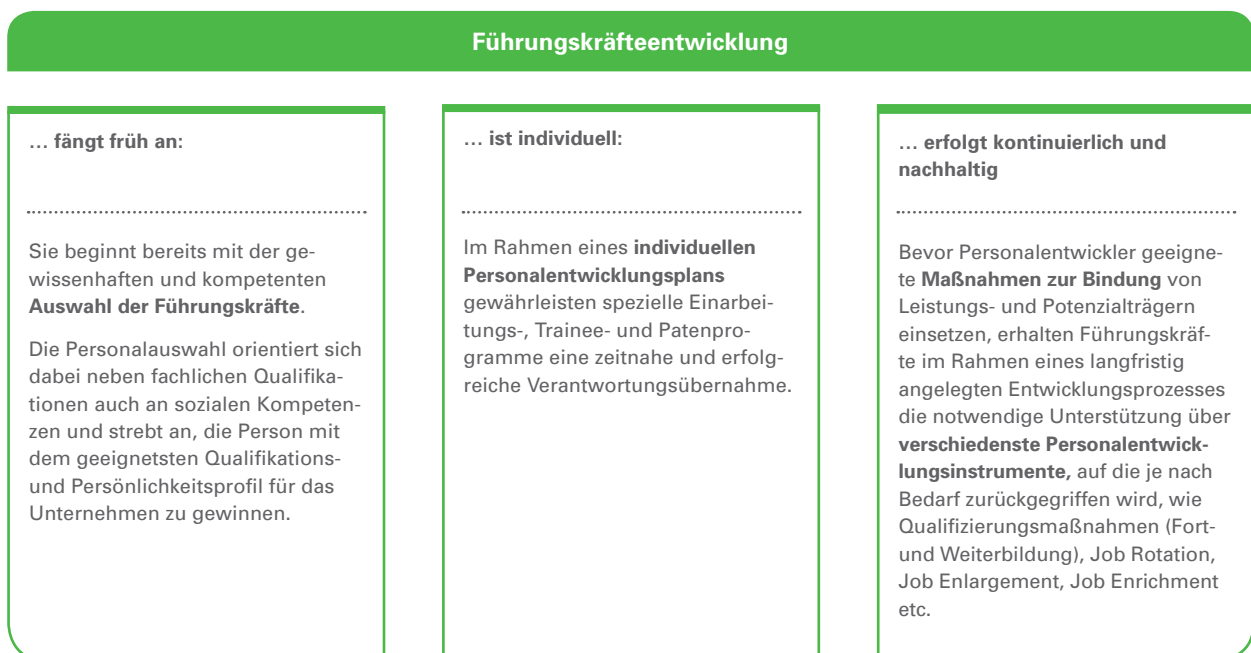 Führungskräfteentwicklung
… fängt früh an:
Sie beginnt bereits mit der ge-
wissenhaften und kompetenten
Auswahl der Führungskräfte.
Die Personalauswahl orientiert sich
dabei neben fachlichen Qualifika-
tionen auch an sozialen Kompeten-
zen und strebt an, die Person mit
dem geeignetsten Qualifikations-
und Persönlichkeitsprofil für das
Unternehmen zu gewinnen.
… ist individuell:
Im Rahmen eines individuellen
Personalentwicklungsplans
gewährleisten spezielle Einarbei-
tungs-, Trainee- und Patenpro-
gramme eine zeitnahe und erfolg-
reiche Verantwortungsübernahme.
… erfolgt kontinuierlich und
nachhaltig
Bevor Personalentwickler geeigne-
te Maßnahmen zur Bindung von
Leistungs- und Potenzialträgern
einsetzen, erhalten Führungskräf-
te im Rahmen eines langfristig
angelegten Entwicklungsprozesses
die notwendige Unterstützung über
verschiedenste Personalentwick-
lungsinstrumente, auf die je nach
Bedarf zurückgegriffen wird, wie
Qualifizierungsmaßnahmen (Fort-
und Weiterbildung), Job Rotation,
Job Enlargement, Job Enrichment
etc.